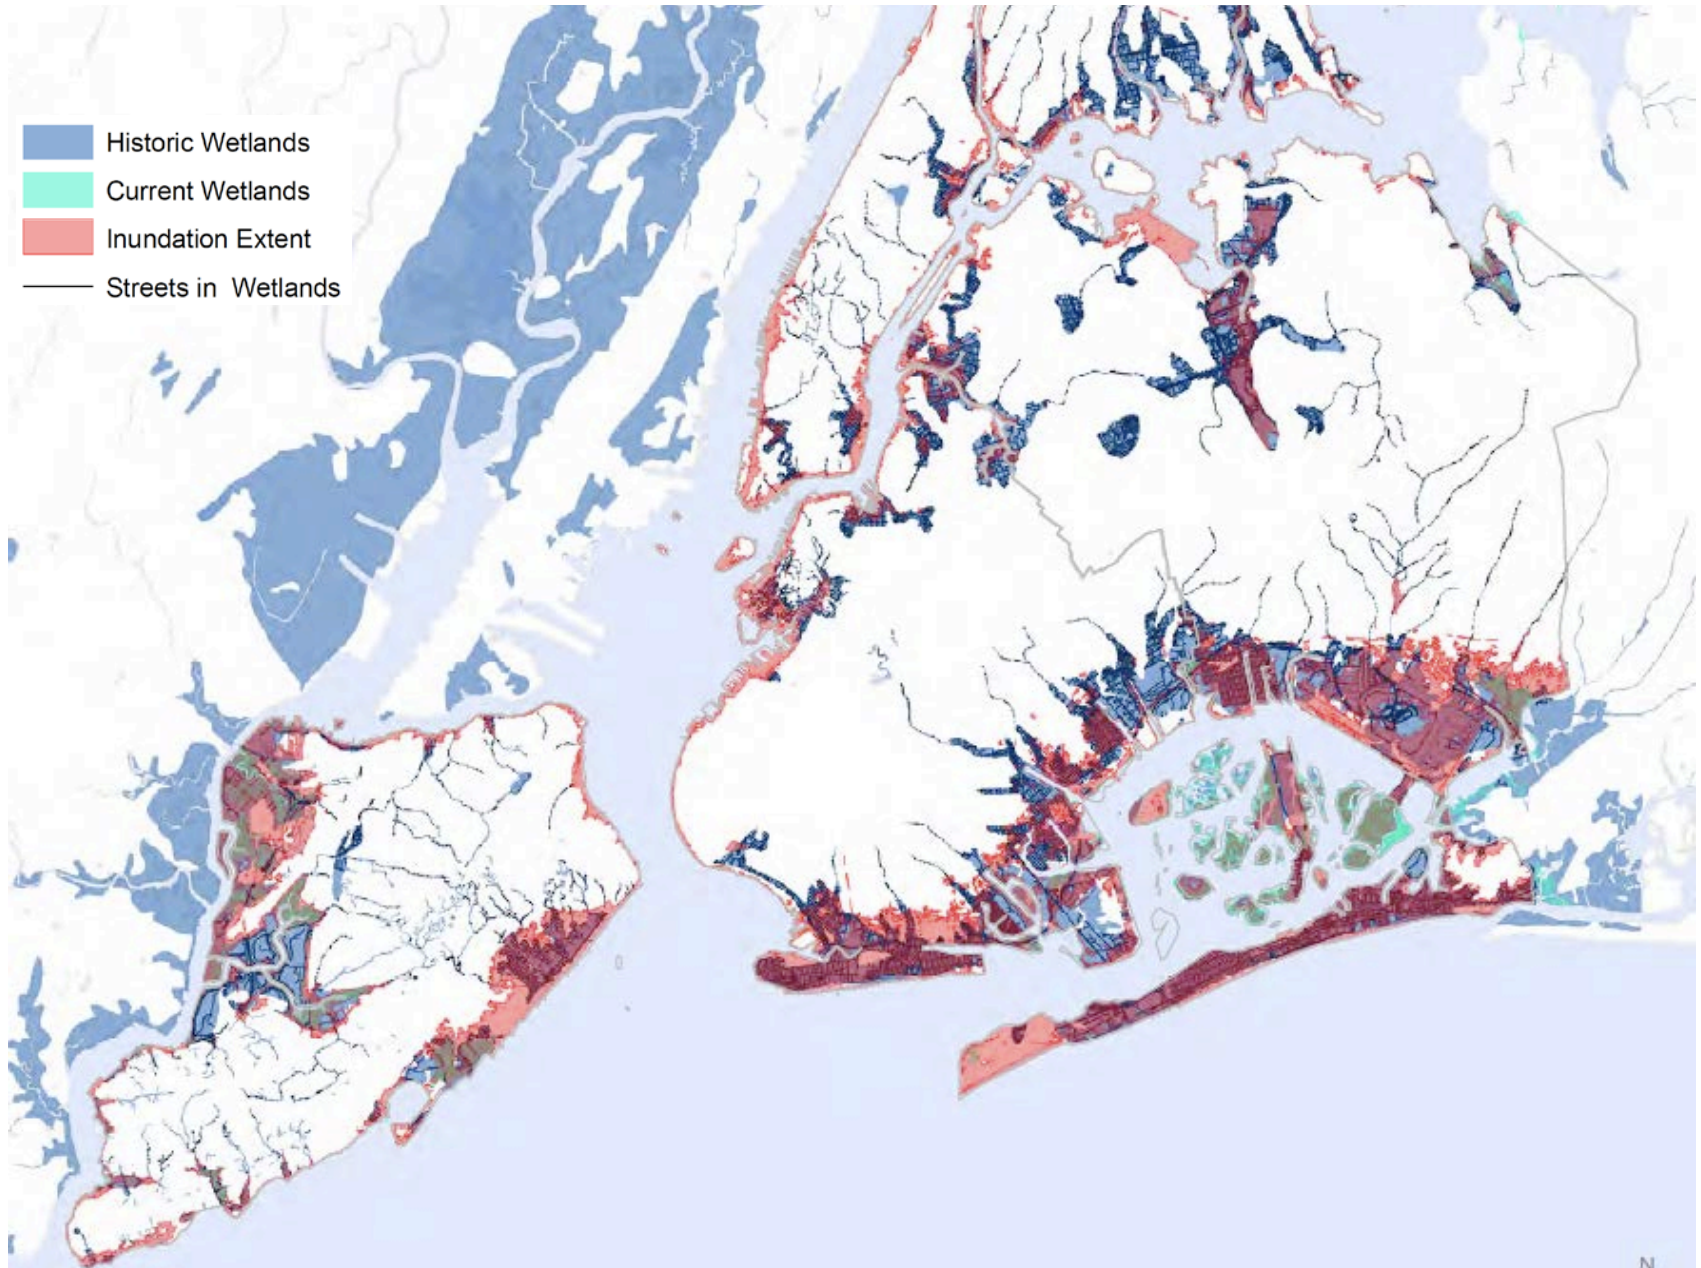 Historic Wetlands
Current Wetlands
Inundation Extent
Streets in Wetlands
N